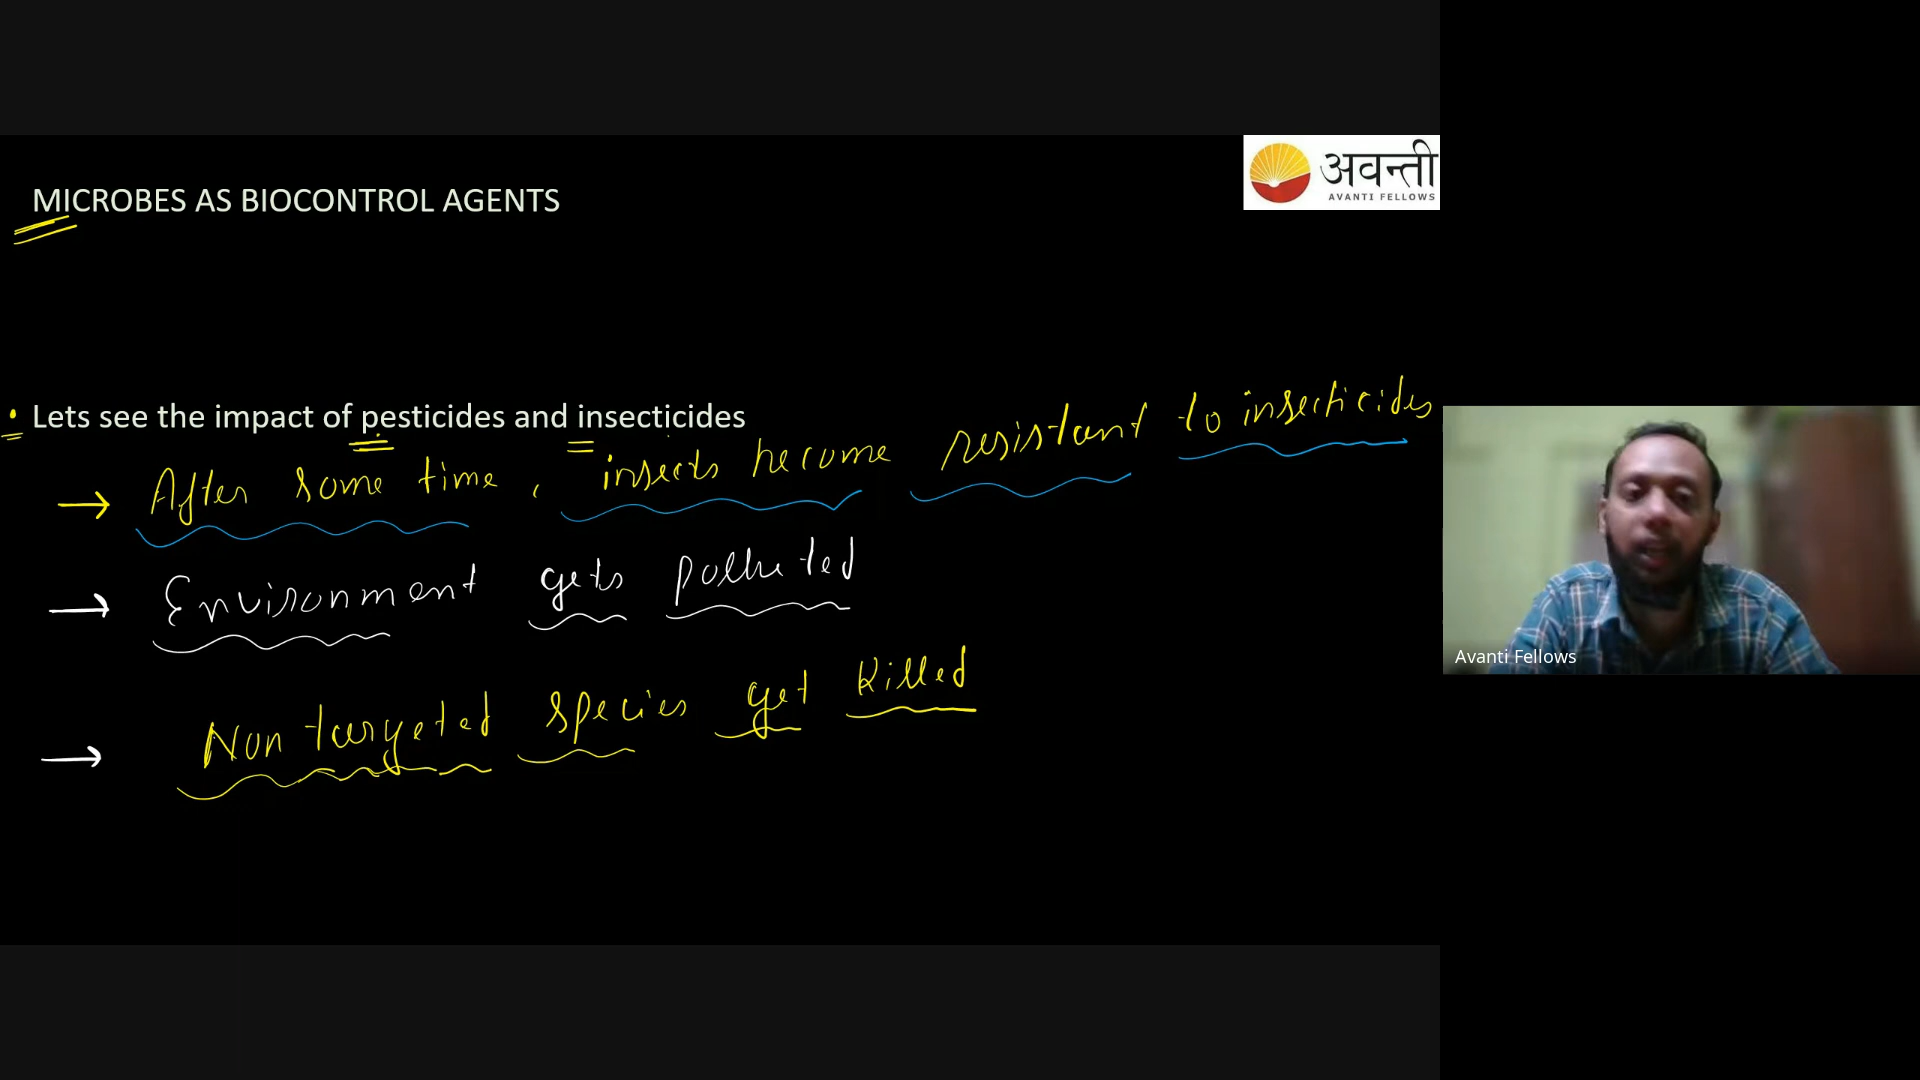 अवन्ती
AVANTI FELLOWS
MICROBES AS BIOCONTROL AGENTS
• Lets see the impact of pesticides and insecticides
→ After some time, insects become resistant to insecticides
→ Environment gets polluted
→ Non targeted species get killed
Avanti Fellows